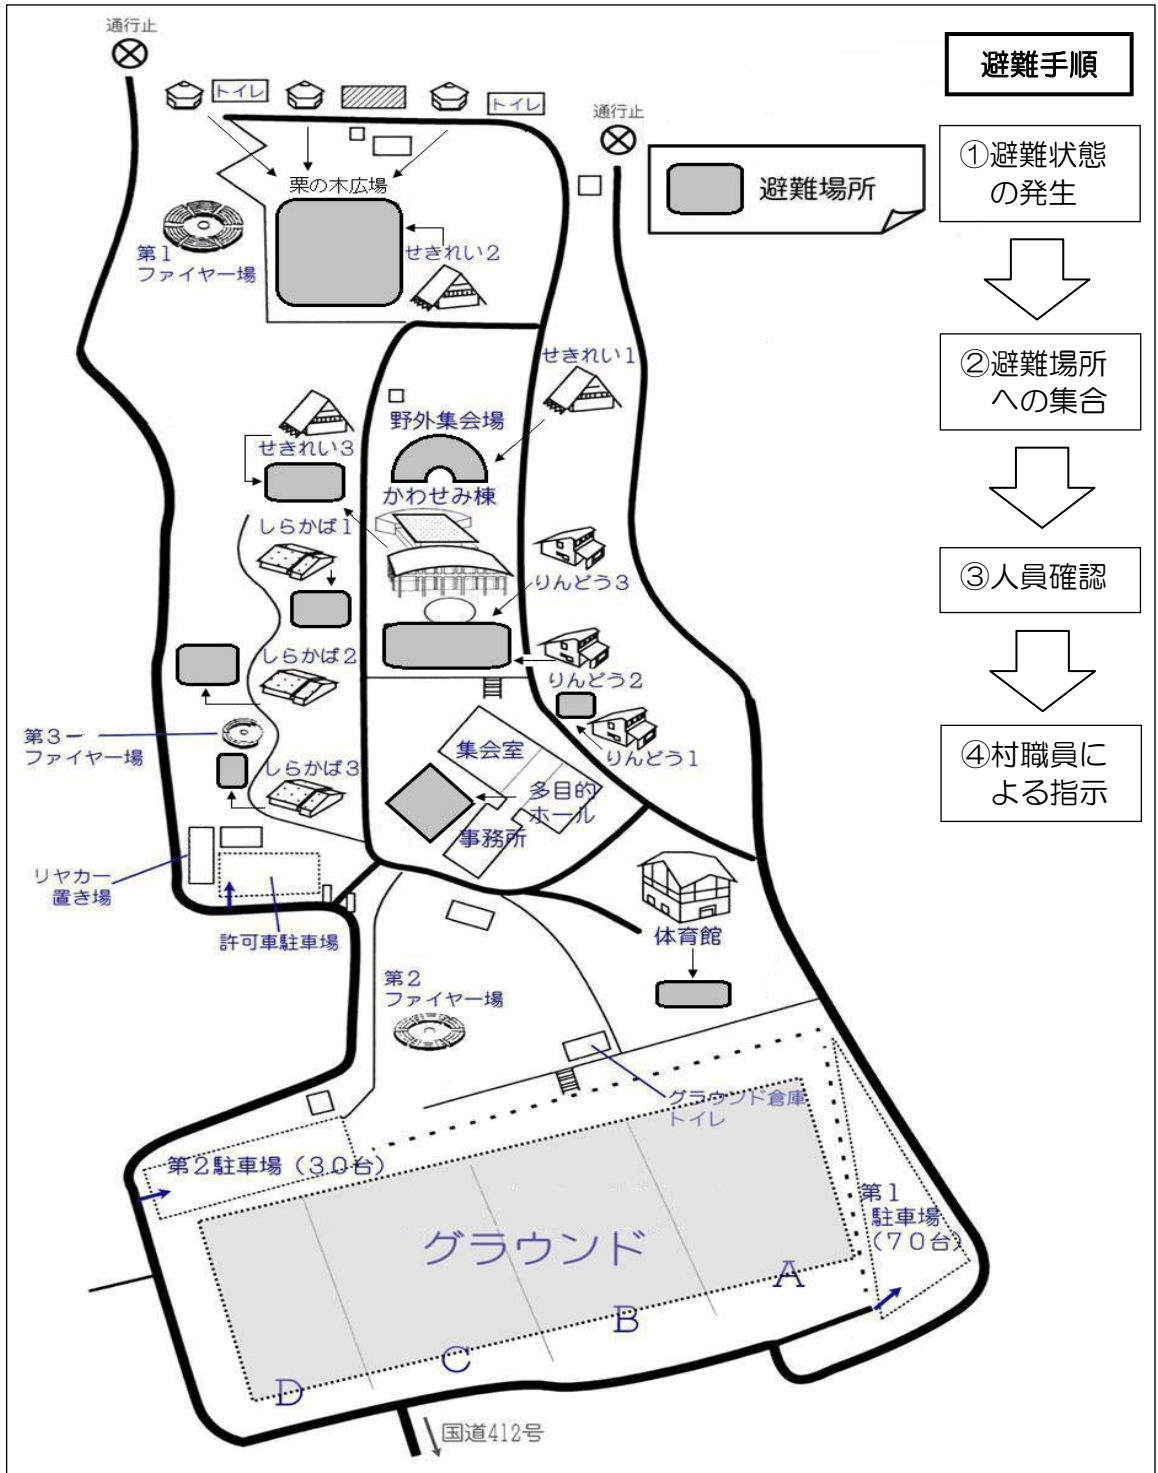 通行止
避難手順
トイレ
トイレ
通行止
①避難状態
の発生
避難場所
栗の木広場
第1
ファイヤー場
せきれい2
②避難場所
への集合
せきれい1
野外集会場
せきれい3
かわせみ棟
しらかば1
③人員確認
りんどう3
しらかば2
りんどう2
第3
ファイヤー場
集会室
りんどう1
④村職員に
よる指示
しらかば3
多目的
ホール
事務所
リヤカー
置き場
許可車駐車場
体育館
第2
ファイヤー場
グラウンド倉庫
トイレ
第2駐車場(30台)
第1
駐車場
(70台)
グラウンド
A
B
C
D
国道412号